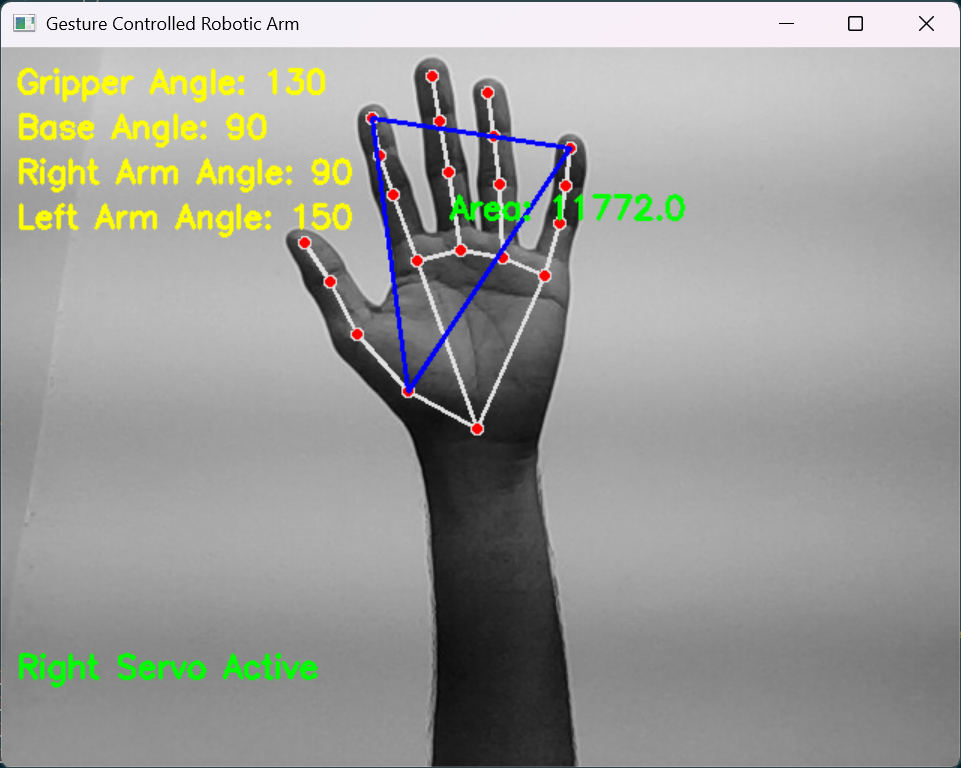 Gesture Controlled Robotic Arm
Gripper Angle: 130
Base Angle: 90
Right Arm Angle: 90
Left Arm Angle: 150
Area: 11772.0
Right Servo Active